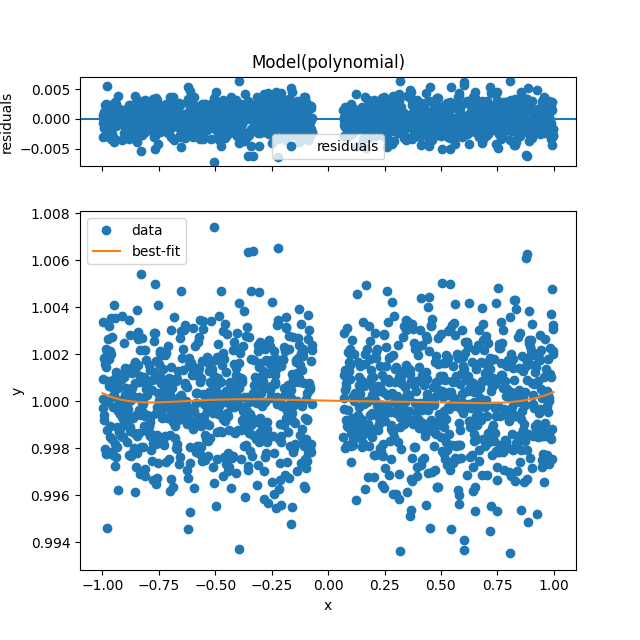 Model(polynomial)
residuals
0.005
0.000
−0.005
residuals
1.008
1.006
1.004
1.002
1.000
0.998
0.996
0.994
y
data
best-fit
−1.00 −0.75 −0.50 −0.25 0.00 0.25 0.50 0.75 1.00
x